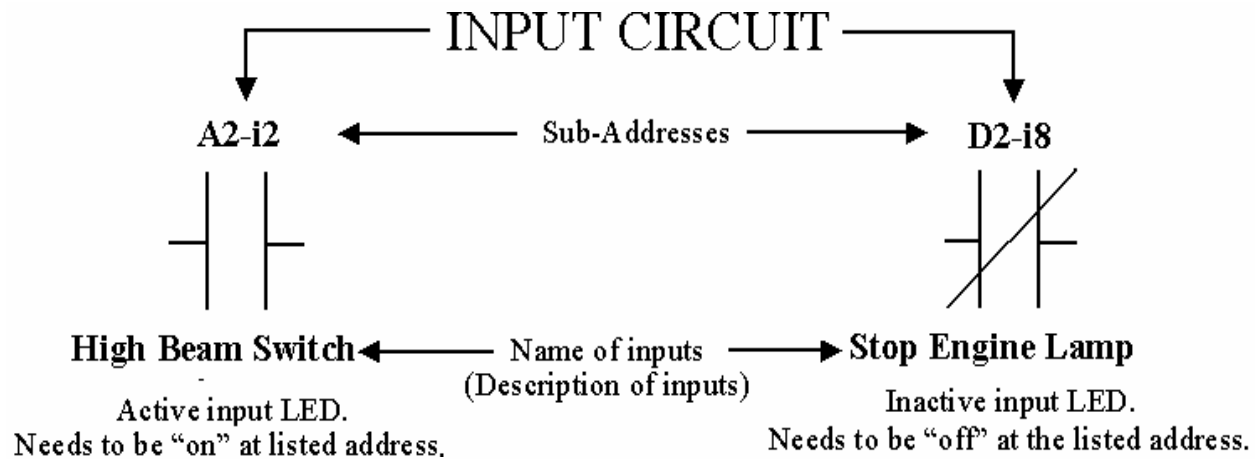 INPUT CIRCUIT
A2-i2
Sub-Addresses
D2-i8
High Beam Switch
Name of inputs
(Description of inputs)
Stop Engine Lamp
Active input LED.
Needs to be “on” at listed address.
Inactive input LED.
Needs to be “off” at the listed address.